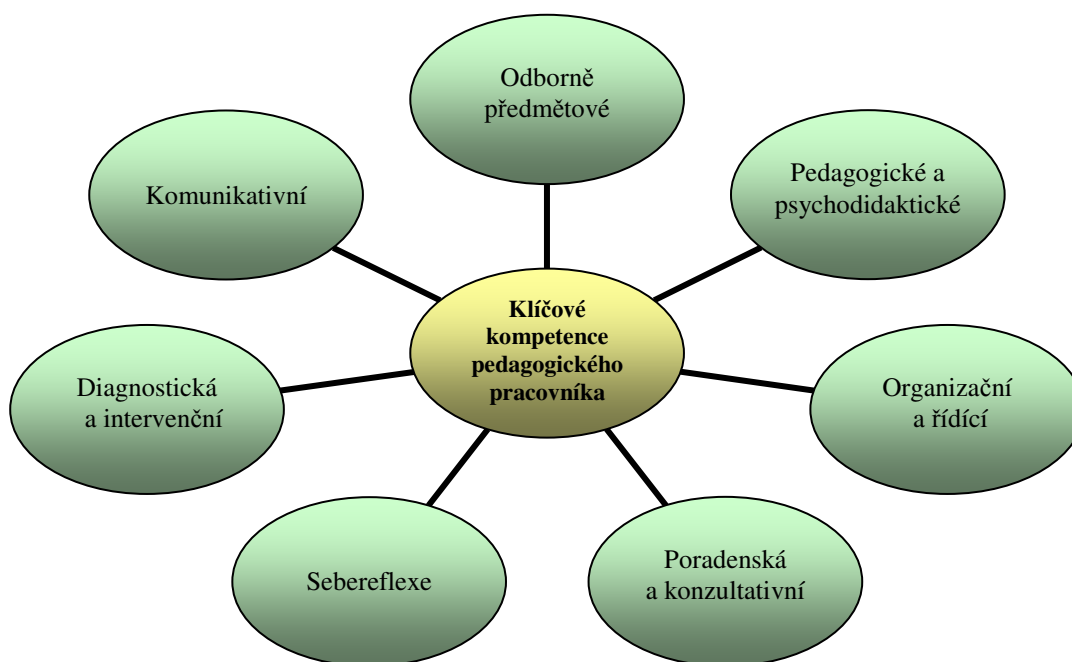 Odborně
předmětové
Pedagogické a
psychodidaktické
Komunikativní
Klíčové
kompetence
pedagogického
pracovníka
Diagnostická
a intervenční
Organizační
a řídící
Sebereflexe
Poradenská
a konzultativní